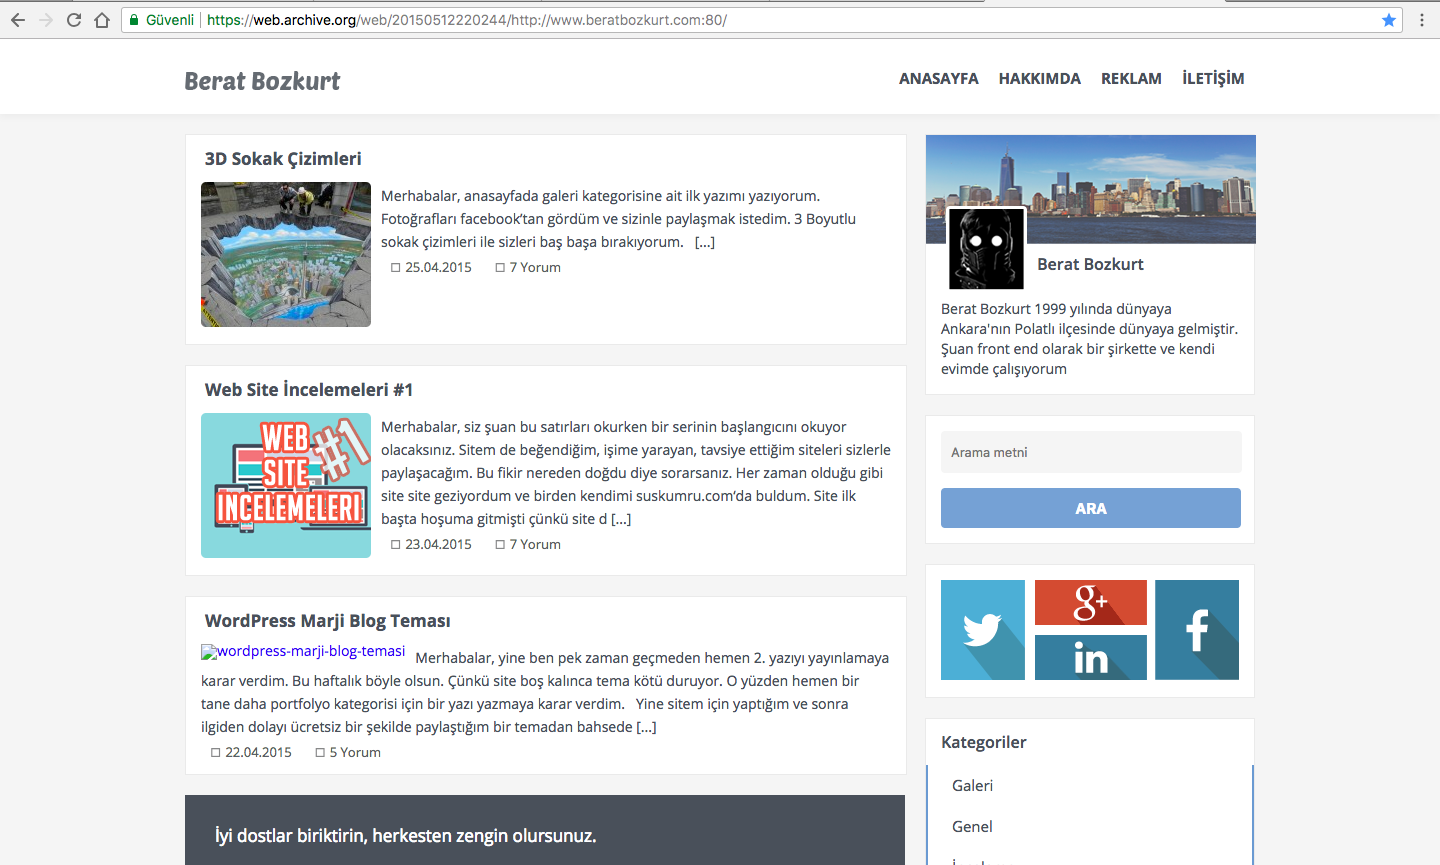 Güvenli
https://web.archive.org/web/20150512220244/http://www.beratbozkurt.com:80/
Berat Bozkurt
ANASAYFA HAKKIMDA REKLAM İLETİŞİM
3D Sokak Çizimleri
Merhabalar, anasayfada galeri kategorisine ait ilk yazımı yazıyorum.
Fotoğrafları facebook’tan gördüm ve sizinle paylaşmak istedim. 3 Boyutlu
sokak çizimleri ile sizleri baş başa bırakıyorum. [...]
25.04.2015 7 Yorum
Web Site İncelemeleri #1
WEB
SITE
İNCELEMELERİ
#1
Merhabalar, siz şuan bu satırları okurken bir serinin başlangıcını okuyor
olacaksınız. Sitem de beğendiğim, işime yarayan, tavsiye ettiğim siteleri sizlerle
paylaşacağım. Bu fikir nereden doğdu diye sorarsanız. Her zaman olduğu gibi
site site geziyordum ve birden kendimi suskumru.com’da buldum. Site ilk
başta hoşuma gitmişti çünkü site d [...]
23.04.2015 7 Yorum
WordPress Marji Blog Teması
wordpress-marji-blog-temasi Merhabalar, yine ben pek zaman geçmeden hemen 2. yazıyı yayınlamaya
karar verdim. Bu haftalık böyle olsun. Çünkü site boş kalınca tema kötü duruyor. O yüzden hemen bir
tane daha portfolyo kategorisi için bir yazı yazmaya karar verdim. Yine sitem için yaptığım ve sonra
ilgiden dolayı ücretsiz bir şekilde paylaştığım bir temadan bahsede [...]
22.04.2015 5 Yorum
İyi dostlar biriktirin, herkesten zengin olursunuz.
Berat Bozkurt
Berat Bozkurt 1999 yılında dünyaya
Ankara'nın Polatlı ilçesinde dünyaya gelmiştir.
Şuan front end olarak bir şirkette ve kendi
evimde çalışıyorum
Arama metni
ARA
g+
in
f
Kategoriler
Galeri
Genel